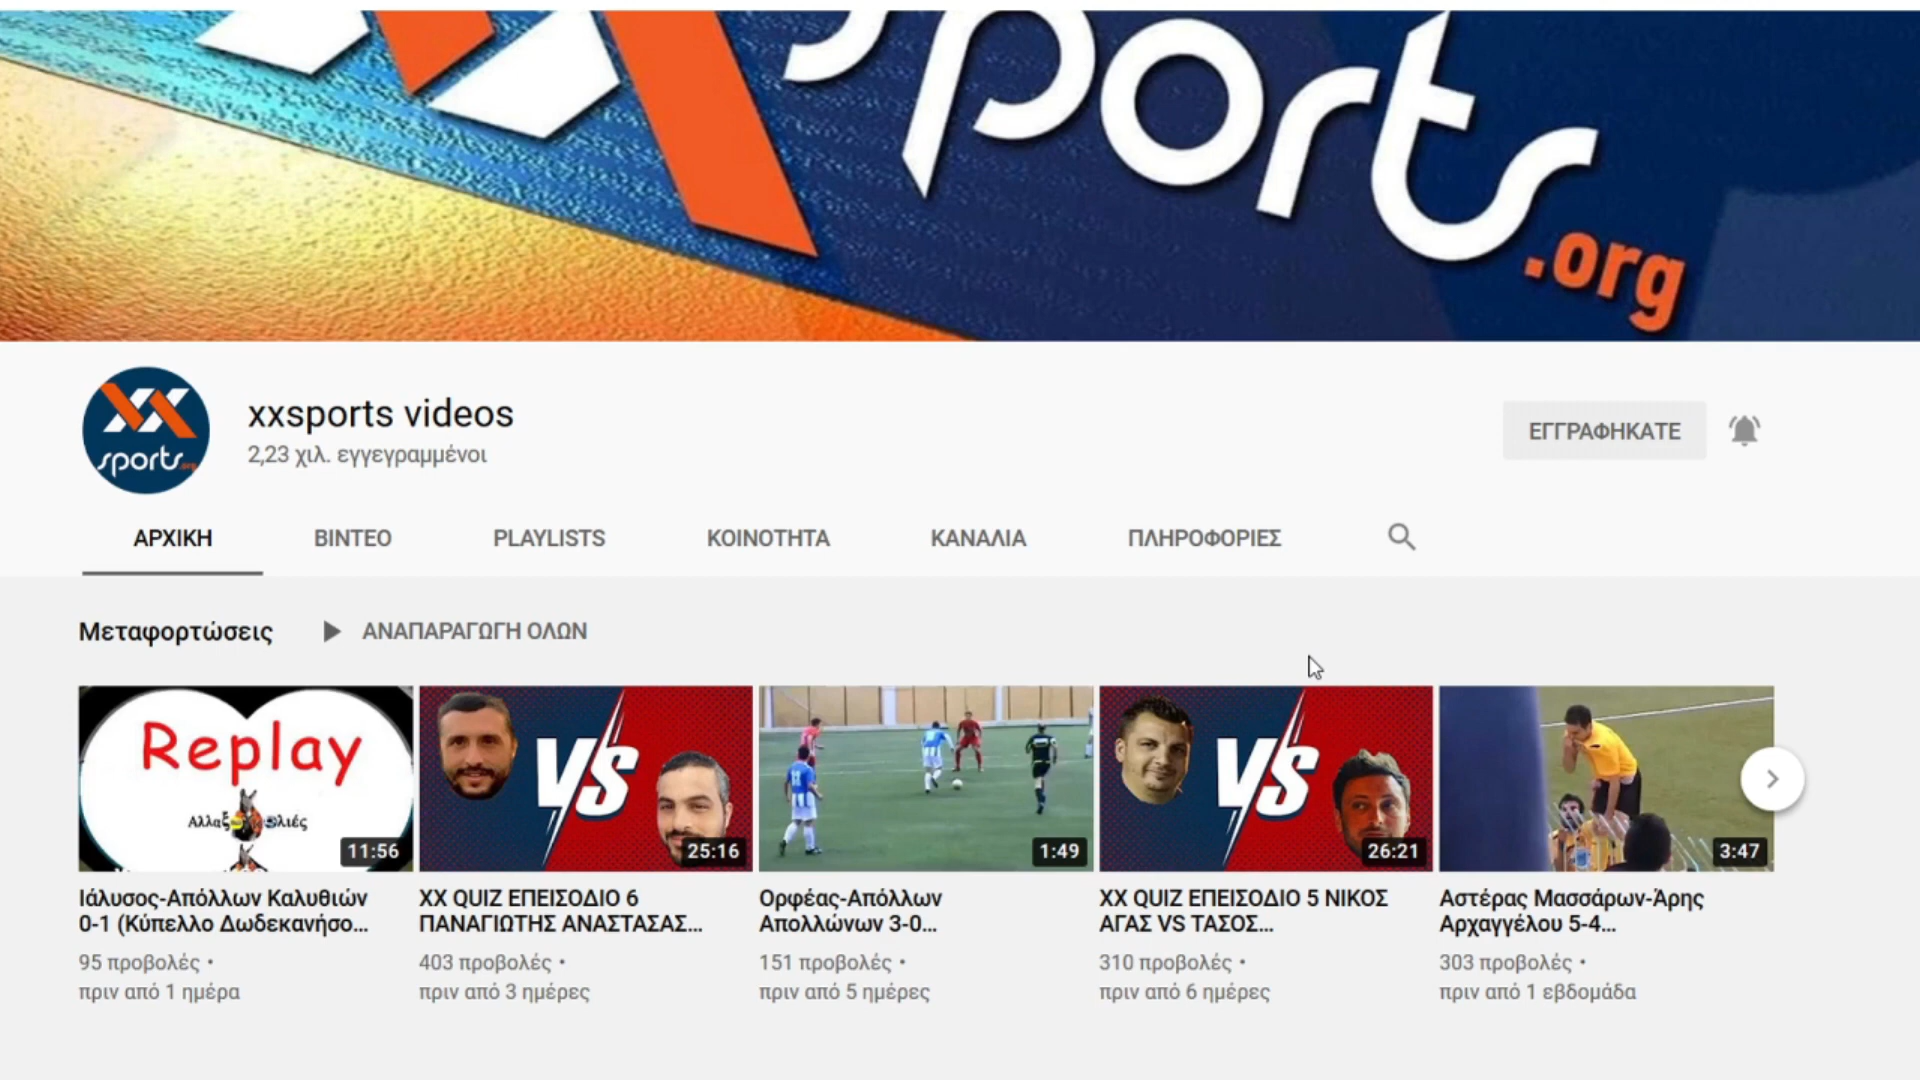 XXsports
.org
XX
sports.org
xxsports videos
2,23 χιλ. εγγεγραμμένοι
ΕΓΓΡΑΦΗΚΑΤΕ
ΑΡΧΙΚΗ ΒΙΝΤΕΟ PLAYLISTS ΚΟΙΝΟΤΗΤΑ ΚΑΝΑΛΙΑ ΠΛΗΡΟΦΟΡΙΕΣ
Μεταφορτώσεις ΑΝΑΠΑΡΑΓΩΓΗ ΟΛΩΝ
Replay
11:56
VS
25:16
1:49
VS
26:21
3:47
Ιάλυσος-Απόλλων Καλυθιών
0-1 (Κύπελλο Δωδεκανήσο...
95 προβολές •
πριν από 1 ημέρα
XX QUIZ ΕΠΕΙΣΟΔΙΟ 6
ΠΑΝΑΓΙΩΤΗΣ ΑΝΑΣΤΑΣΑΣ...
403 προβολές •
πριν από 3 ημέρες
Ορφέας-Απόλλων
Απολλώνων 3-0...
151 προβολές •
πριν από 5 ημέρες
XX QUIZ ΕΠΕΙΣΟΔΙΟ 5 ΝΙΚΟΣ
ΑΓΑΣ VS ΤΑΣΟΣ...
310 προβολές •
πριν από 6 ημέρες
Αστέρας Μασσάρων-Άρης
Αρχαγγέλου 5-4...
303 προβολές •
πριν από 1 εβδομάδα